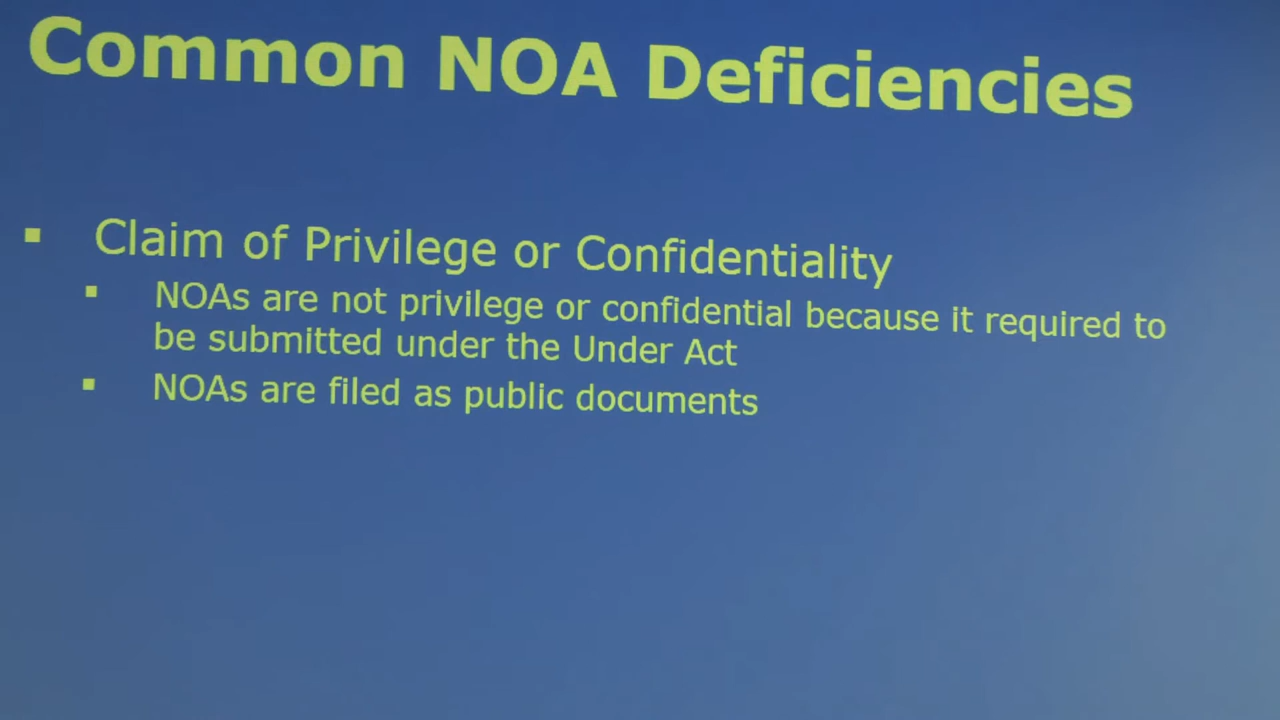 Common NOA Deficiencies
▪ Claim of Privilege or Confidentiality
▪ NOAs are not privilege or confidential because it required to
be submitted under the Under Act
▪ NOAs are filed as public documents